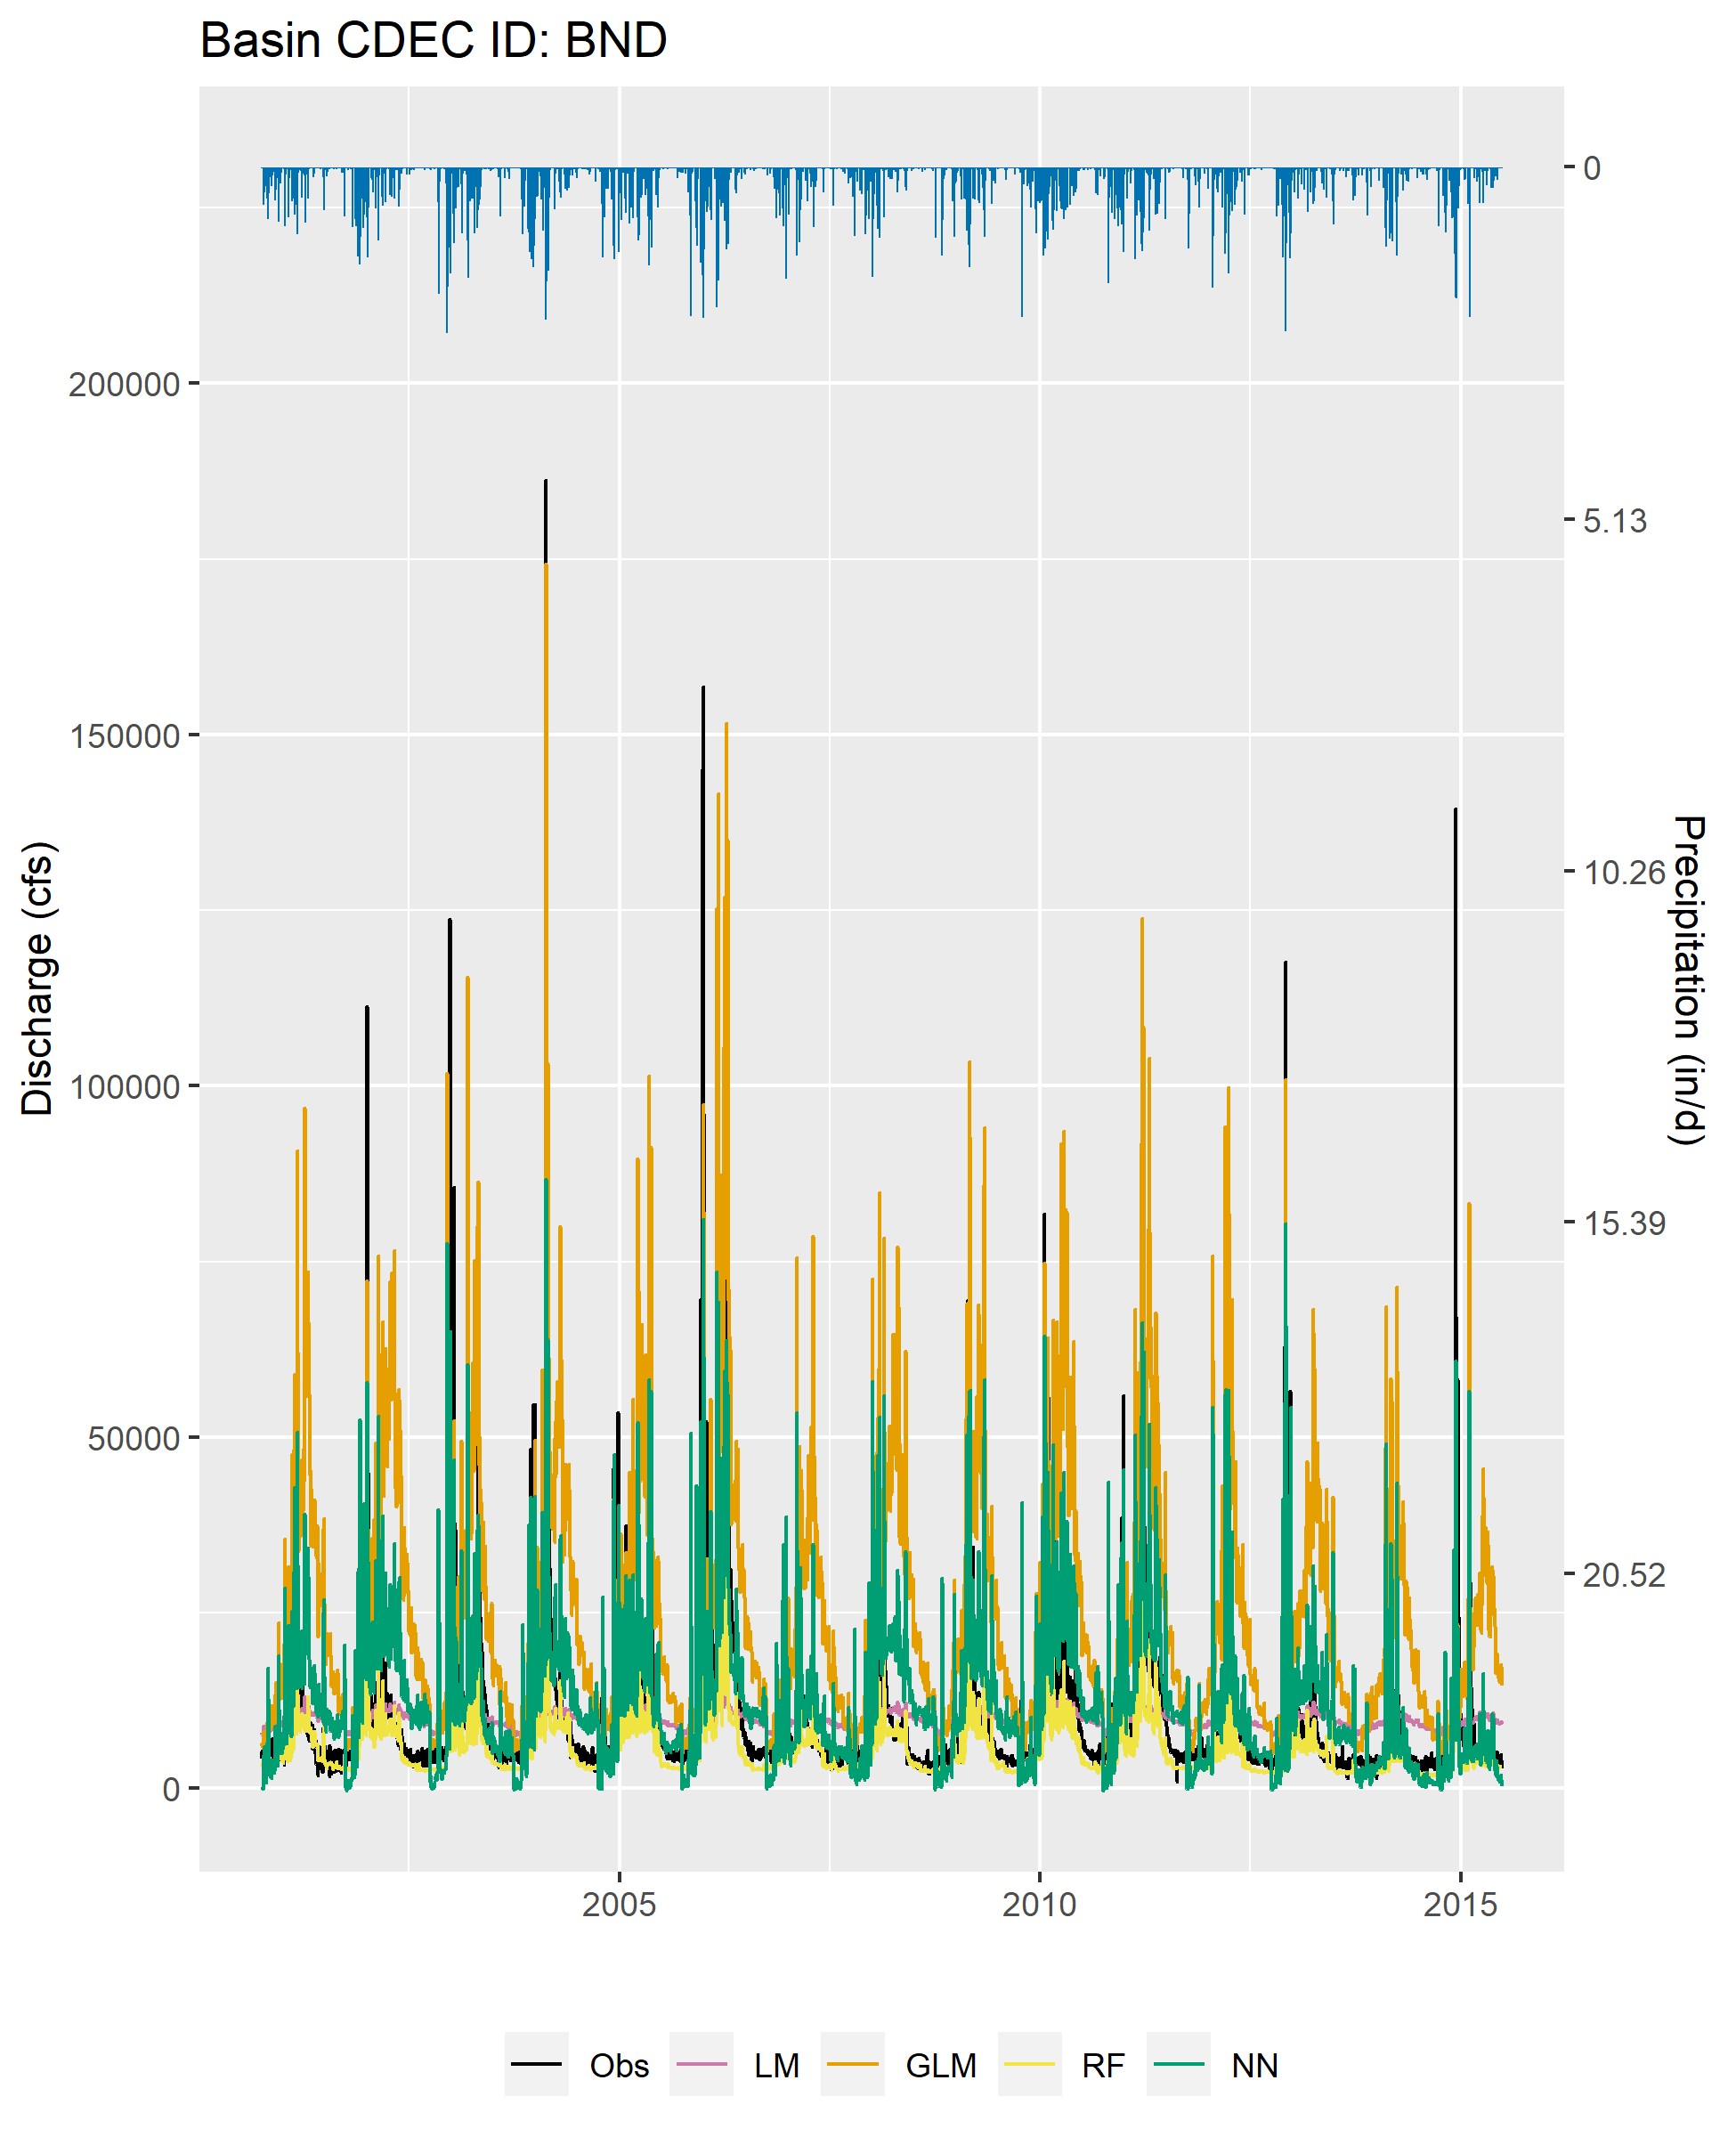 Basin CDEC ID: BND
0
200000
5.13
150000
10.26
100000
15.39
50000
20.52
0
Discharge (cfs)
Precipitation (in/d)
2005
2010
2015
Obs
LM
GLM
RF
NN